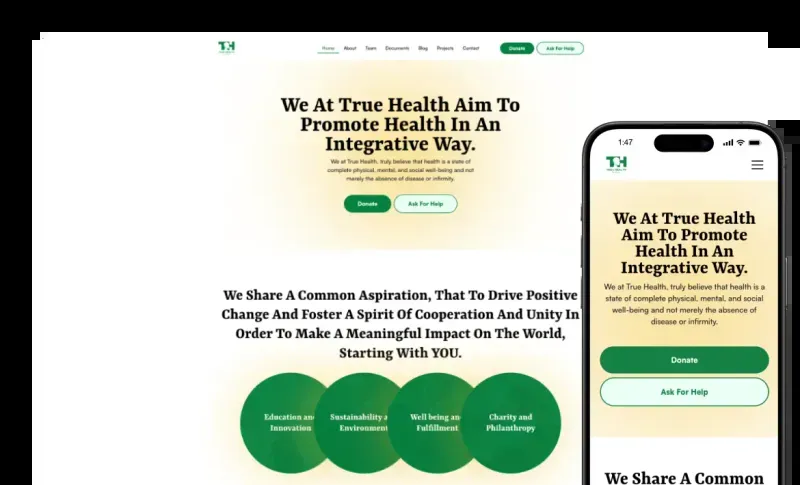 TH
Home About Team Documents Blog Projects Contact Donate Ask For Help
We At True Health Aim To
Promote Health In An
Integrative Way.
We at True Health, truly believe that health is a state of
complete physical, mental, and social well-being and not
merely the absence of disease or infirmity.
Donate Ask For Help
We Share A Common Aspiration, That To Drive Positive
Change And Foster A Spirit Of Cooperation And Unity In
Order To Make A Meaningful Impact On The World,
Starting With YOU.
Education and
Innovation
Sustainability a
Environment
Well being an
Fulfillment
Charity and
Philanthropy
1:47
TH
We At True Health
Aim To Promote
Health In An
Integrative Way.
We at True Health, truly believe that health is a
state of complete physical, mental, and social
well-being and not merely the absence of
disease or infirmity.
Donate
Ask For Help
We Share A Common